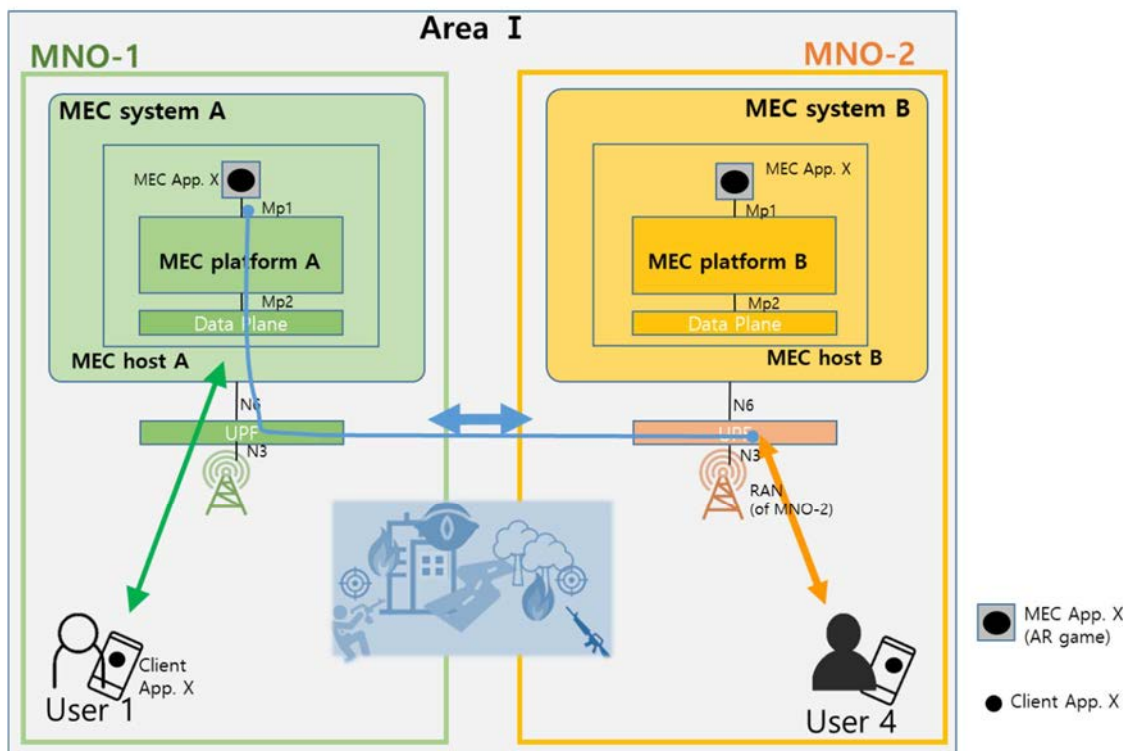 Area I
MNO-1
MNO-2
MEC system A
MEC system B
MEC App. X
MEC App. X
Mp1
Mp1
MEC platform A
MEC platform B
Mp2
Mp2
Data Plane
Data Plane
MEC host A
MEC host B
N6
N6
UPF
UPF
N3
N3
RAN
(of MNO-2)
Client
App. X
User 1
User 4
MEC App. X
(AR game)
Client App. X